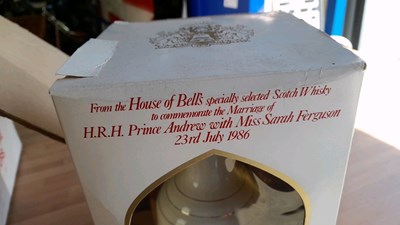 From the House of Bell's specially selected Scotch Whisky
to commemorate the Marriage of
H.R.H. Prince Andrew with Miss Sarah Ferguson
23rd July 1986